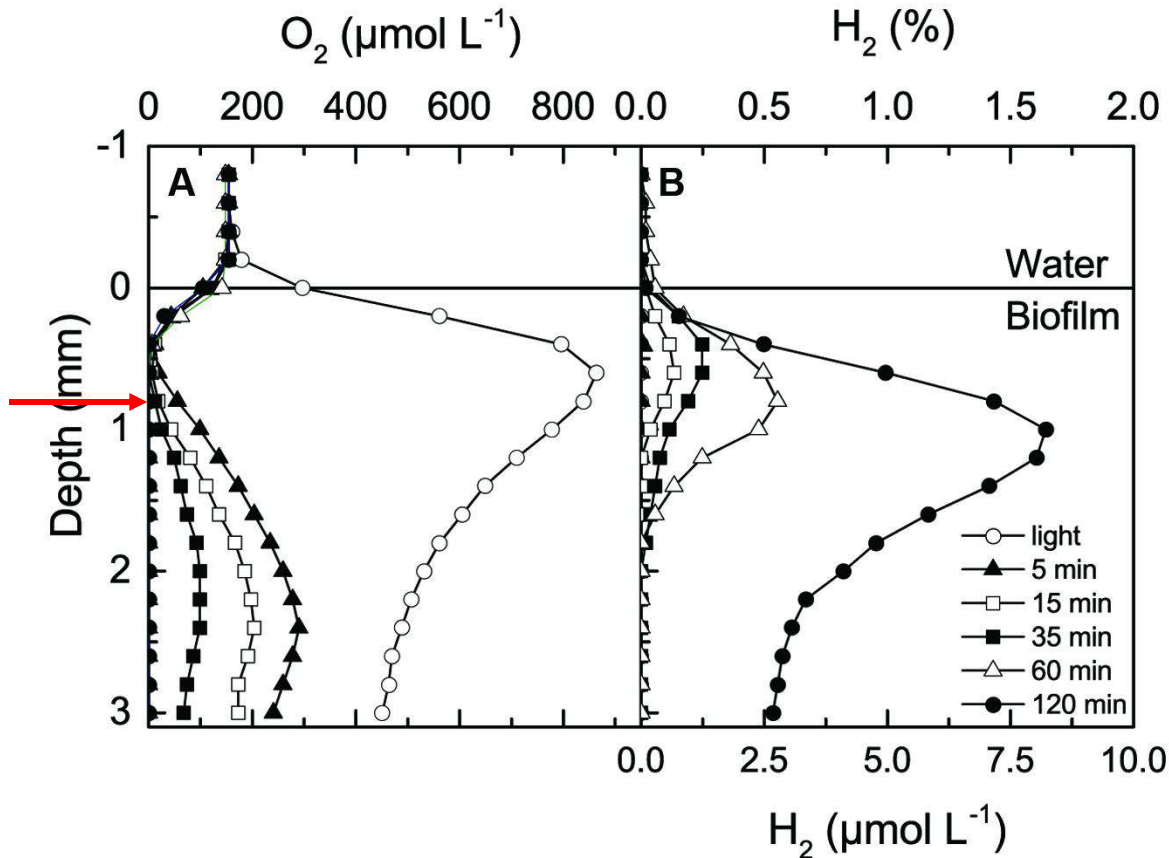 O₂ (μmol L⁻¹) H₂ (%)
0 200 400 600 800 0.0 0.5 1.0 1.5 2.0
-1
A B
Water
0
Biofilm
Depth (mm)
1
light
5 min
2
15 min
35 min
60 min
120 min
3
0.0 2.5 5.0 7.5 10.0
H₂ (μmol L⁻¹)